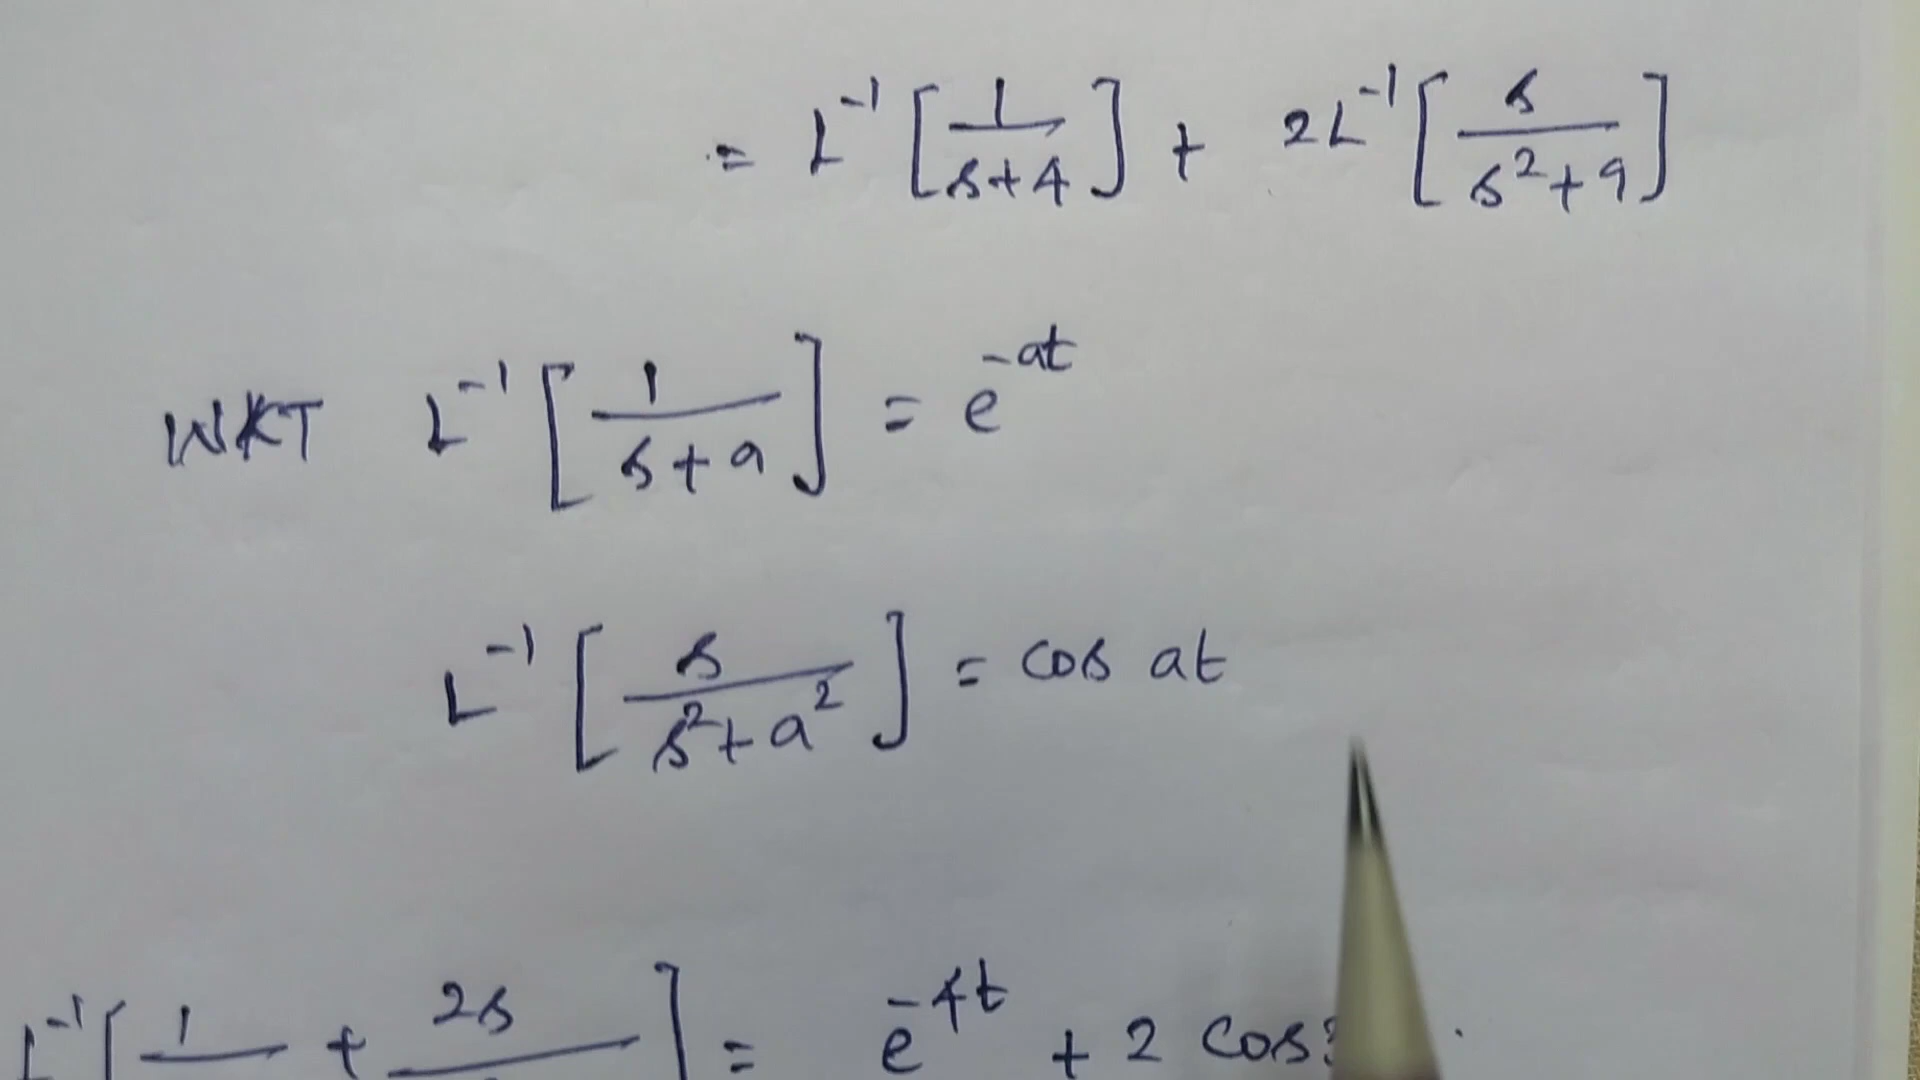 = L⁻¹ [1/(s+4)] + 2L⁻¹ [s/(s²+9)]
WKT L⁻¹ [1/(s+a)] = e^(-at)
L⁻¹ [s/(s²+a²)] = cos at
L⁻¹ [1/ + 2s/ ] = e^(-4t) + 2 cos